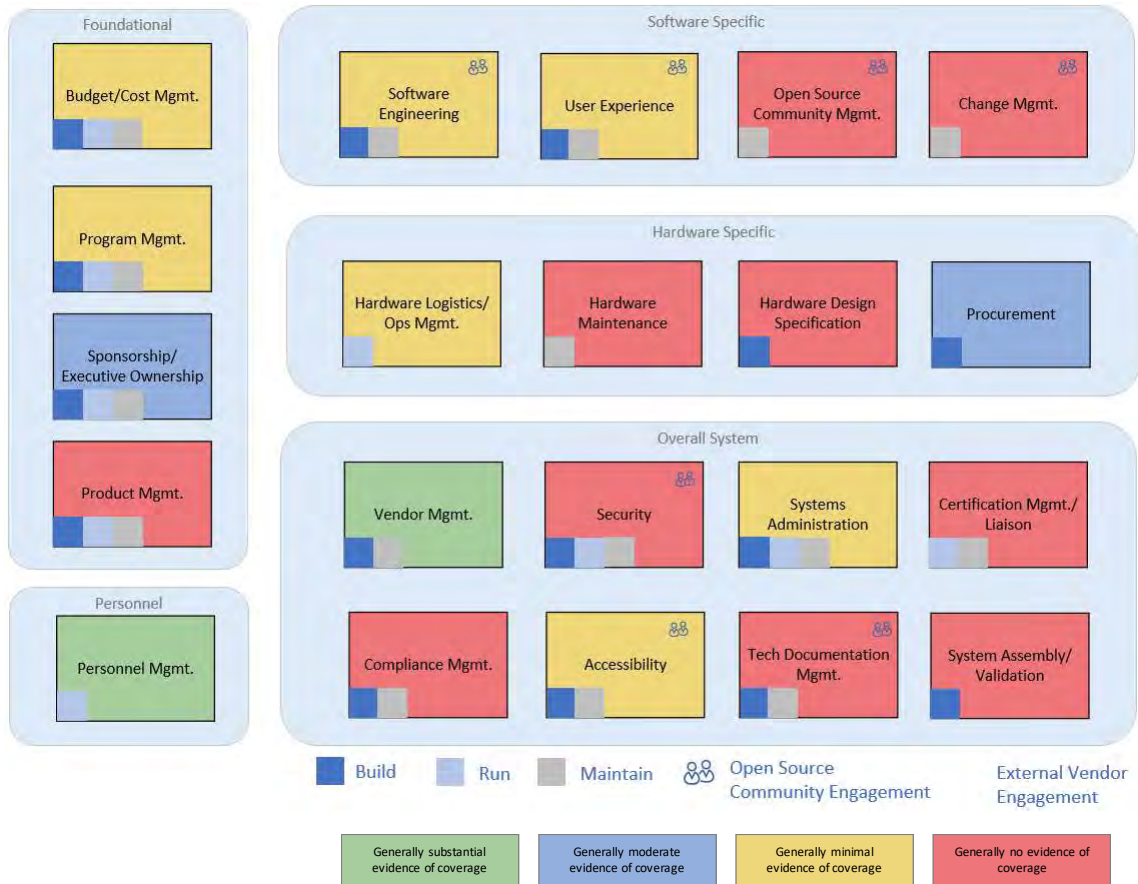 Foundational
Budget/Cost Mgmt.
Program Mgmt.
Sponsorship/
Executive Ownership
Product Mgmt.
Personnel
Personnel Mgmt.
Software Specific
Software
Engineering
User Experience
Open Source
Community Mgmt.
Change Mgmt.
Hardware Specific
Hardware Logistics/
Ops Mgmt.
Hardware
Maintenance
Hardware Design
Specification
Procurement
Overall System
Vendor Mgmt.
Security
Systems
Administration
Certification Mgmt./
Liaison
Compliance Mgmt.
Accessibility
Tech Documentation
Mgmt.
System Assembly/
Validation
Build
Run
Maintain
Open Source
Community Engagement
External Vendor
Engagement
Generally substantial
evidence of coverage
Generally moderate
evidence of coverage
Generally minimal
evidence of coverage
Generally no evidence of
coverage